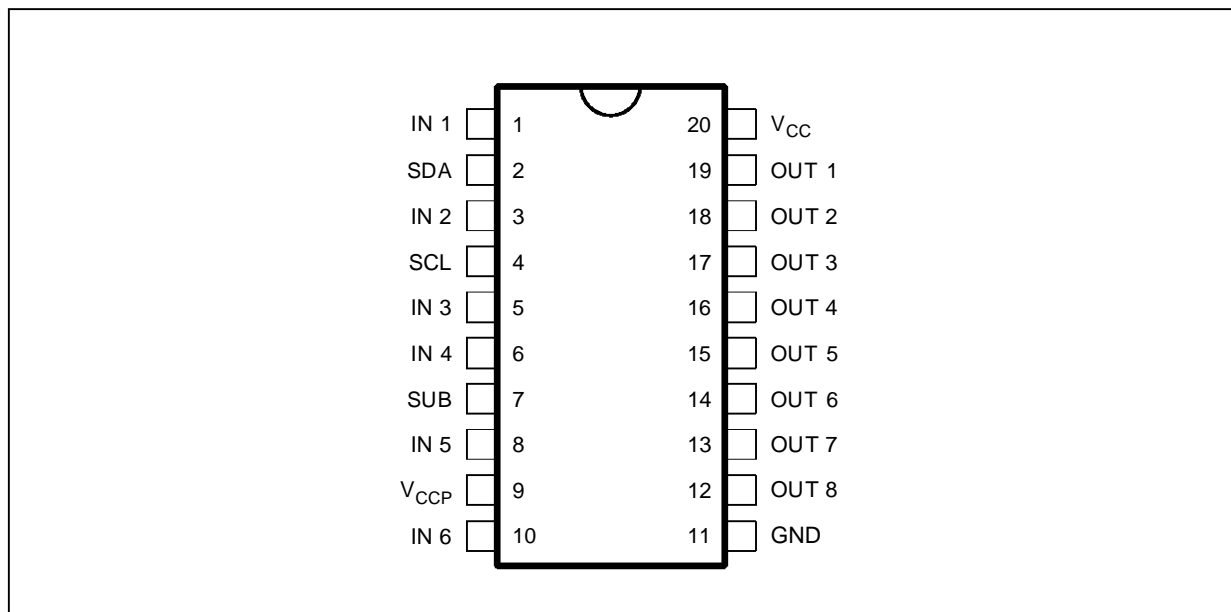 IN 1 1 20 VCC
SDA 2 19 OUT 1
IN 2 3 18 OUT 2
SCL 4 17 OUT 3
IN 3 5 16 OUT 4
IN 4 6 15 OUT 5
SUB 7 14 OUT 6
IN 5 8 13 OUT 7
VCCP 9 12 OUT 8
IN 6 10 11 GND